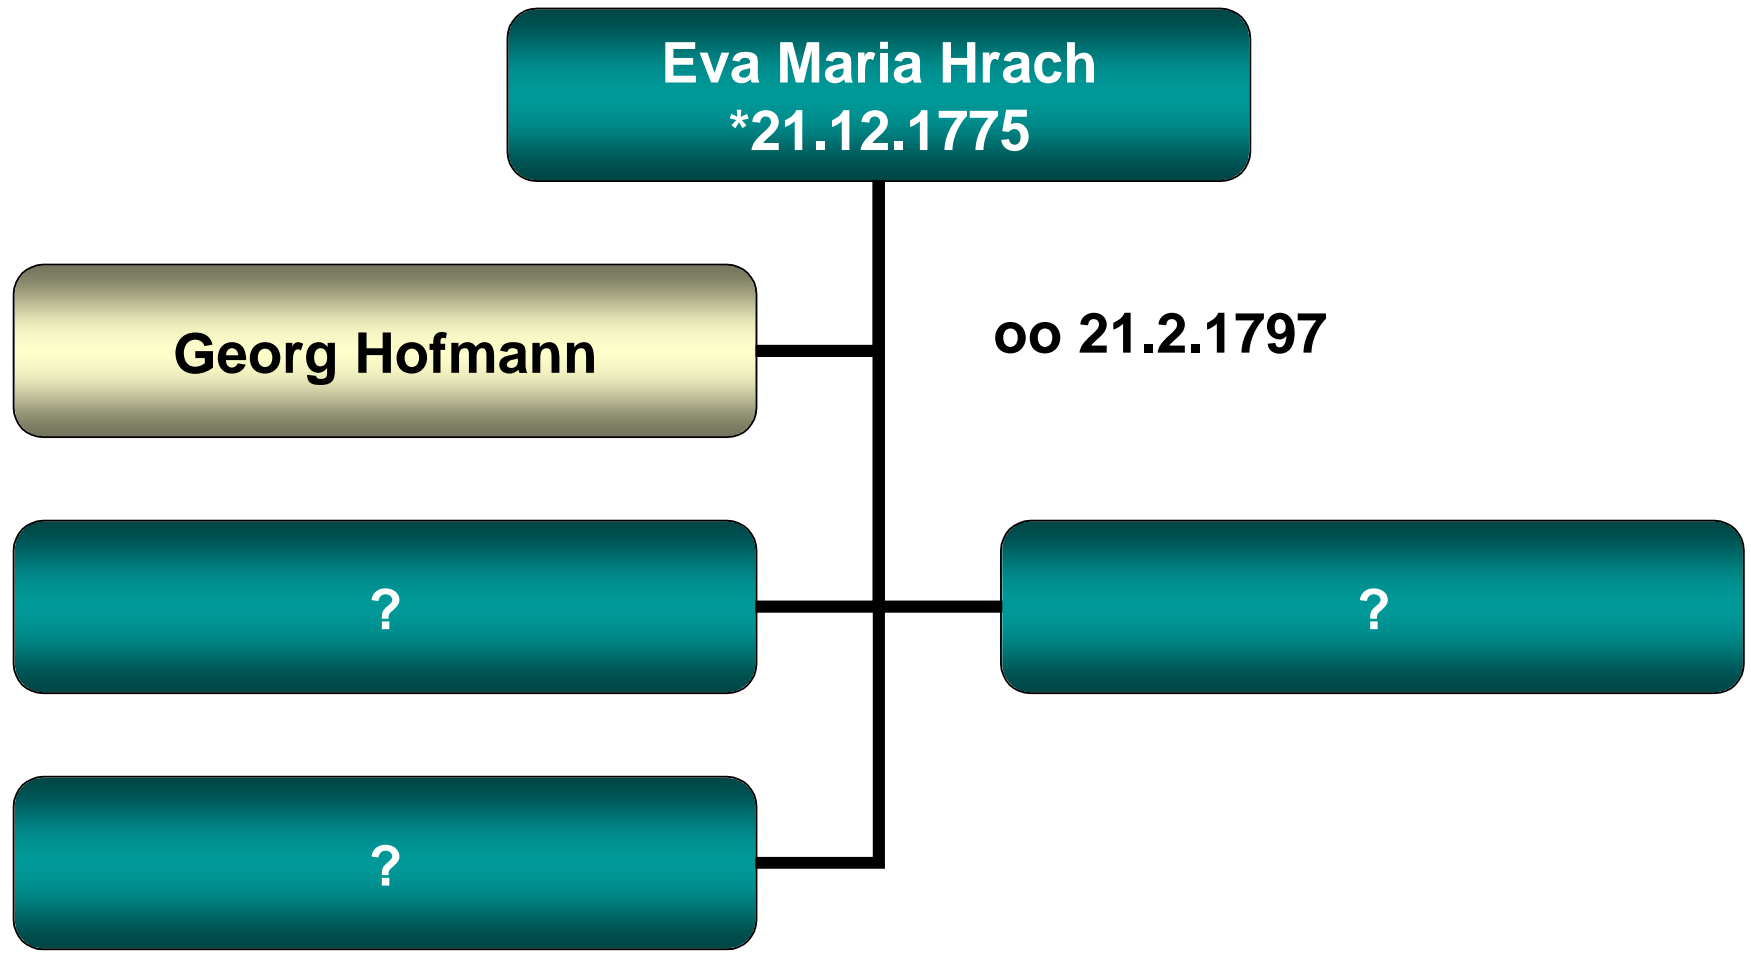 Eva Maria Hrach
*21.12.1775
Georg Hofmann
oo 21.2.1797
?
?
?